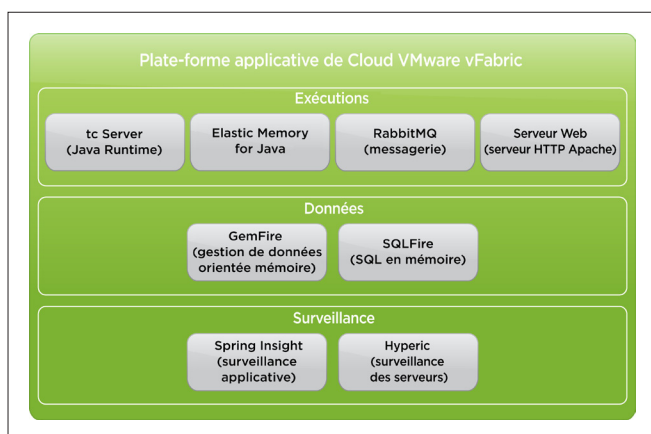 Plate-forme applicative de Cloud VMware vFabric
Exécutions
tc Server
(Java Runtime)
Elastic Memory
for Java
RabbitMQ
(messagerie)
Serveur Web
(serveur HTTP Apache)
Données
GemFire
(gestion de données
orientée mémoire)
SQLFire
(SQL en mémoire)
Surveillance
Spring Insight
(surveillance
applicative)
Hyperic
(surveillance
des serveurs)